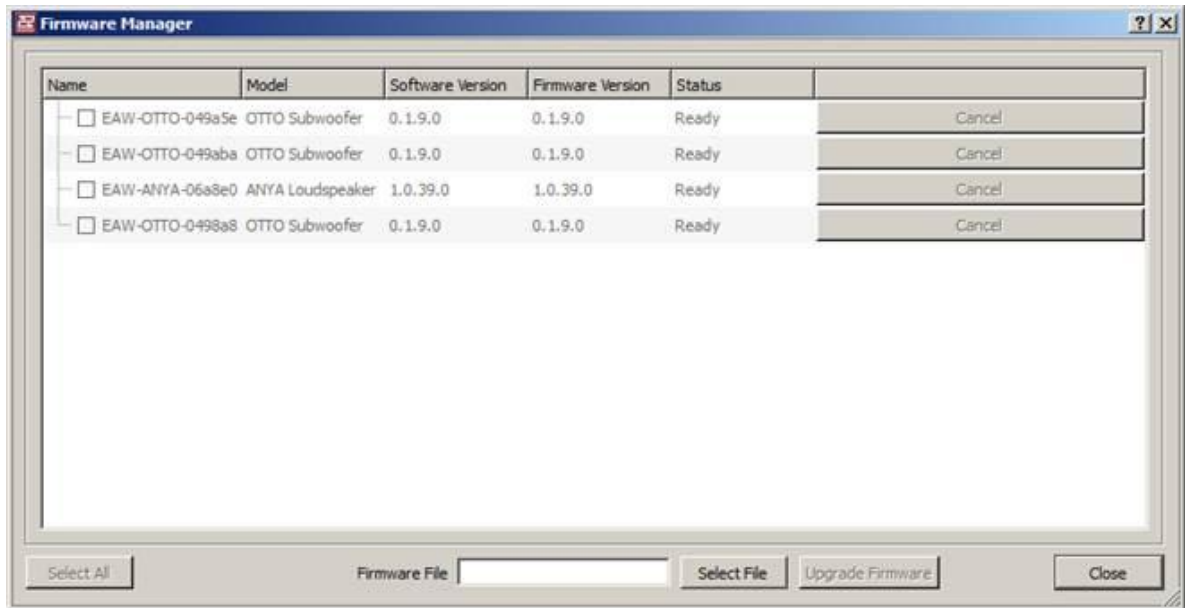 Firmware Manager
Name Model Software Version Firmware Version Status
EAW-OTTO-049a5e OTTO Subwoofer 0.1.9.0 0.1.9.0 Ready Cancel
EAW-OTTO-049aba OTTO Subwoofer 0.1.9.0 0.1.9.0 Ready Cancel
EAW-ANYA-06a8e0 ANYA Loudspeaker 1.0.39.0 1.0.39.0 Ready Cancel
EAW-OTTO-0498a8 OTTO Subwoofer 0.1.9.0 0.1.9.0 Ready Cancel
Select All Firmware File Select File Upgrade Firmware Close